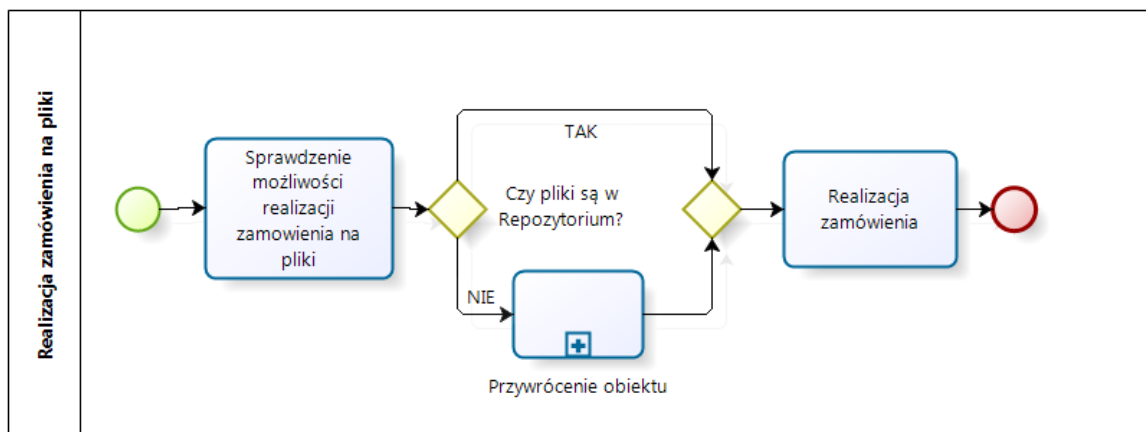 Realizacja zamówienia na pliki
Sprawdzenie
możliwości
realizacji
zamowienia na
pliki
TAK
Czy pliki są w
Repozytorium?
NIE
Przywrócenie obiektu
Realizacja
zamówienia